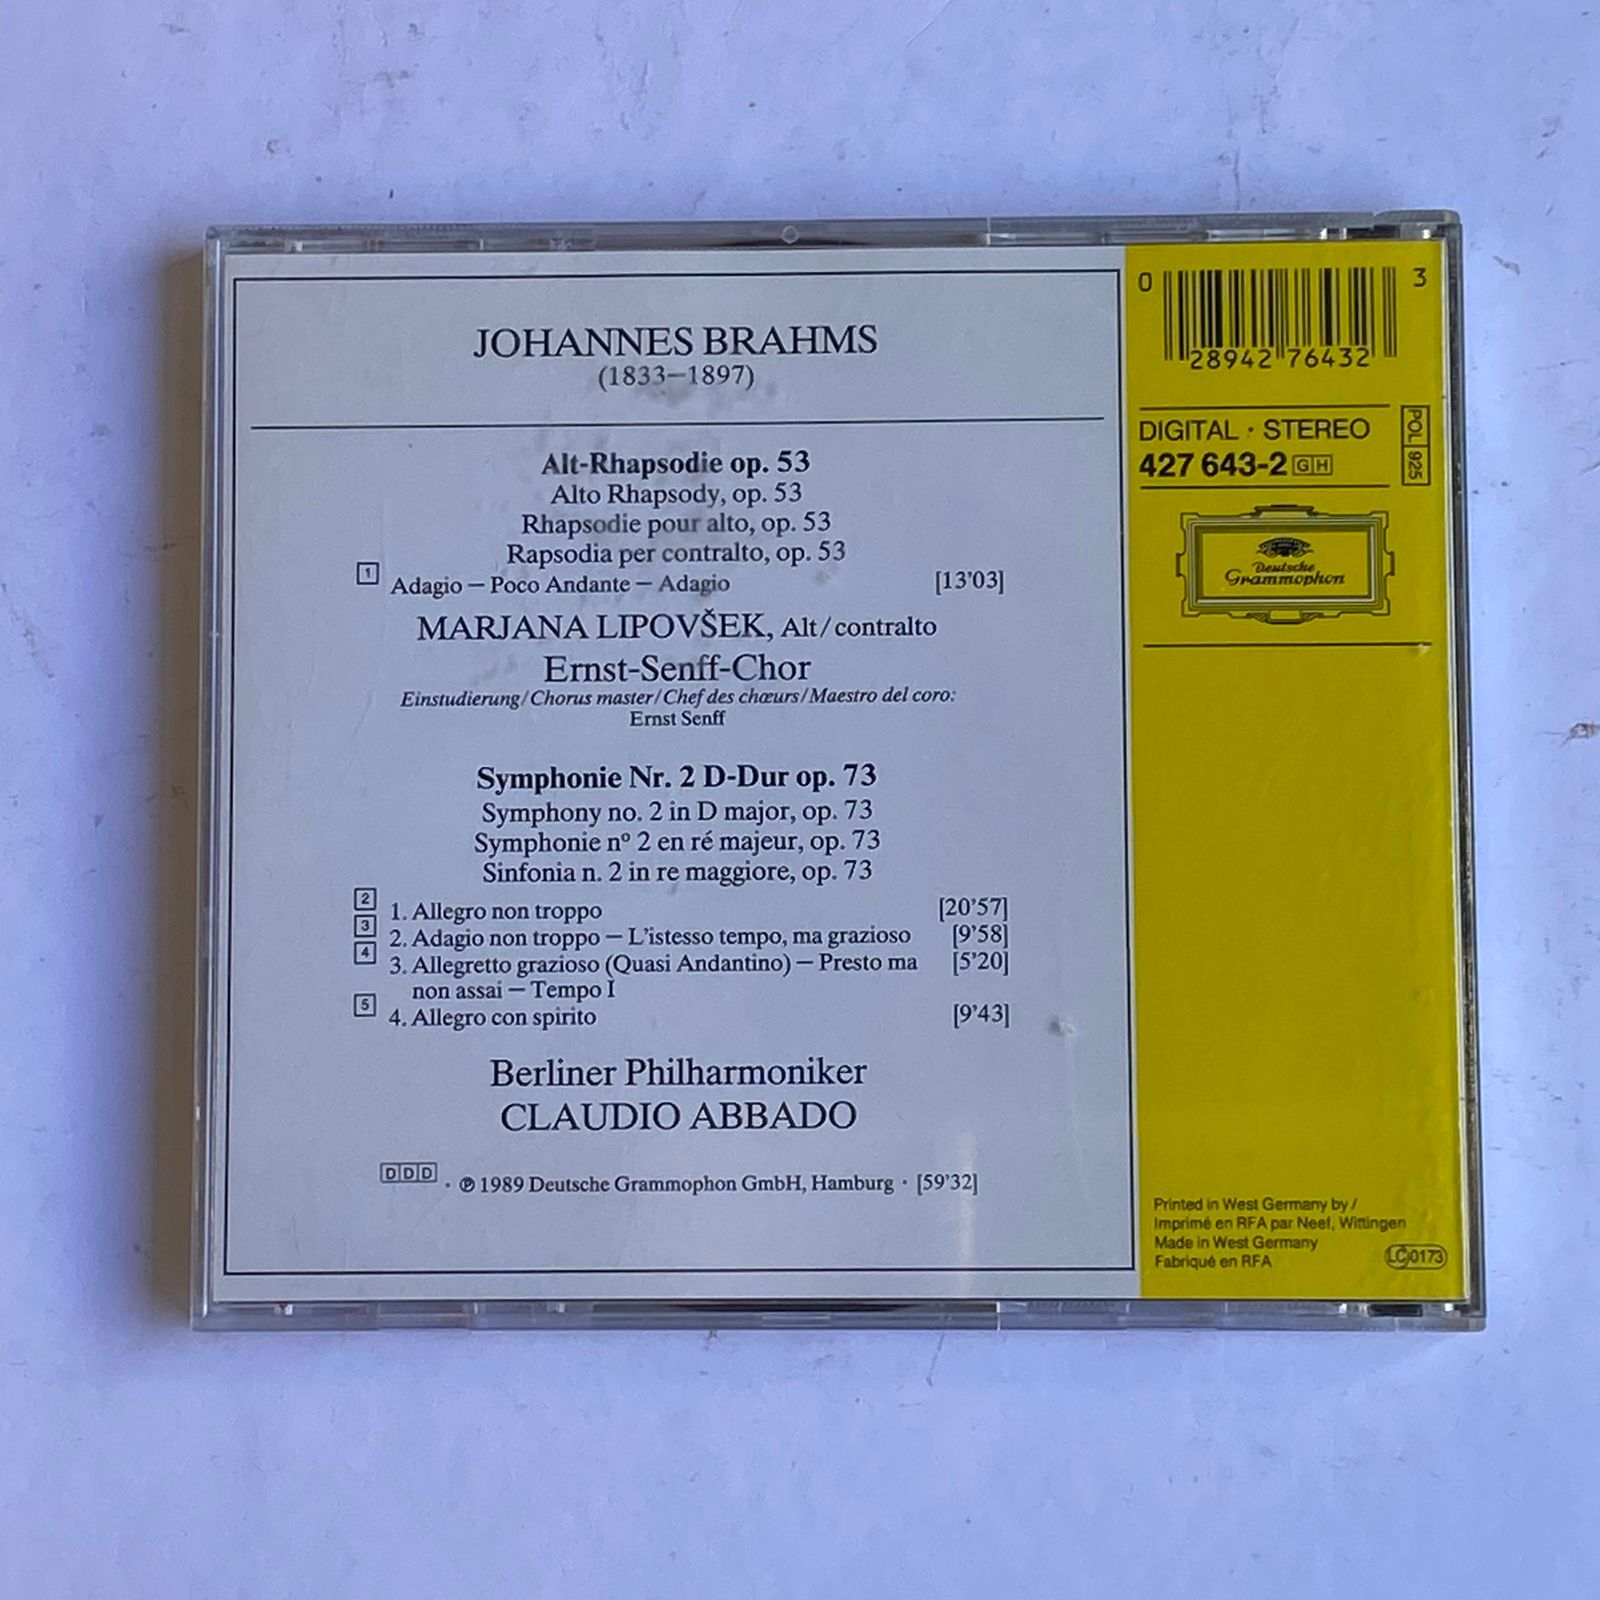 JOHANNES BRAHMS
(1833–1897)
Alt-Rhapsodie op. 53
Alto Rhapsody, op. 53
Rhapsodie pour alto, op. 53
Rapsodia per contralto, op. 53
1 Adagio – Poco Andante – Adagio [13'03]
MARJANA LIPOVŠEK, Alt/contralto
Ernst-Senff-Chor
Einstudierung/Chorus master/Chef des chœurs/Maestro del coro:
Ernst Senff
Symphonie Nr. 2 D-Dur op. 73
Symphony no. 2 in D major, op. 73
Symphonie nº 2 en ré majeur, op. 73
Sinfonia n. 2 in re maggiore, op. 73
2 1. Allegro non troppo [20'57]
3 2. Adagio non troppo – L'istesso tempo, ma grazioso [9'58]
4 3. Allegretto grazioso (Quasi Andantino) – Presto ma [5'20]
non assai – Tempo I
5 4. Allegro con spirito [9'43]
Berliner Philharmoniker
CLAUDIO ABBADO
DDD · ℗ 1989 Deutsche Grammophon GmbH, Hamburg · [59'32]
0 28942 76432 3
DIGITAL · STEREO
427 643-2 GH
POL 925
Deutsche
Grammophon
Printed in West Germany by /
Imprimé en RFA par Neef, Wittingen
Made in West Germany
Fabriqué en RFA
LC 0173